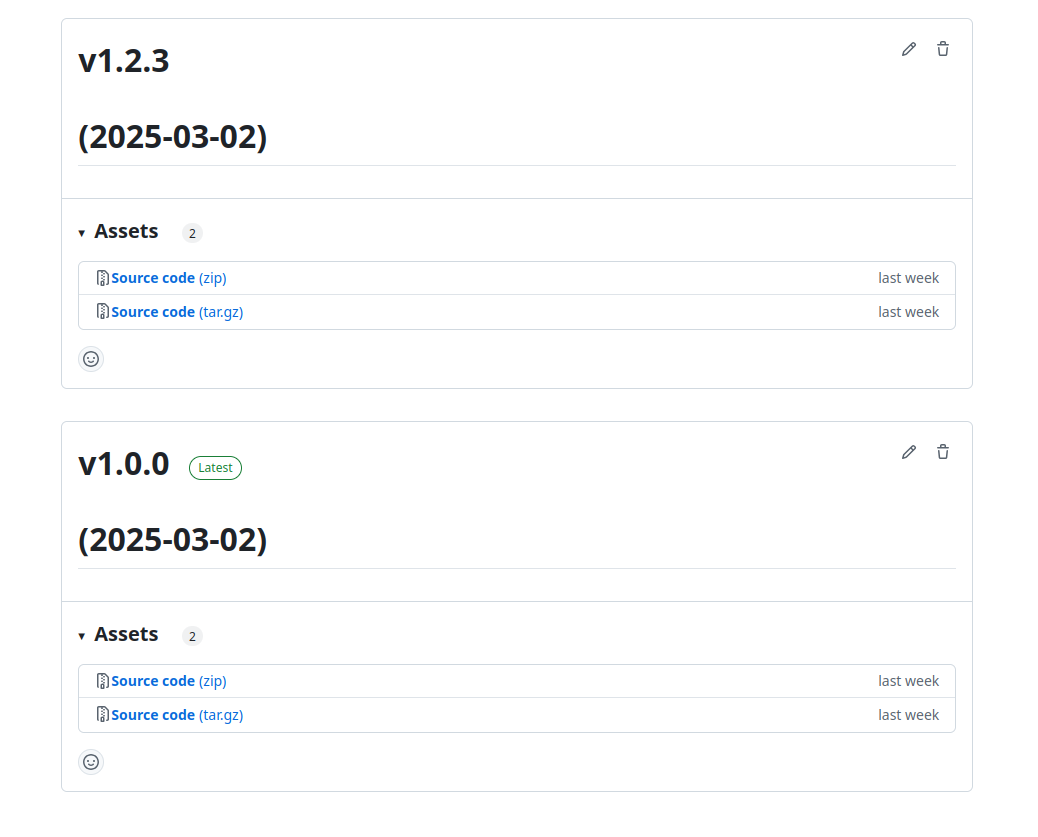 v1.2.3
(2025-03-02)
Assets 2
Source code (zip) last week
Source code (tar.gz) last week
v1.0.0 Latest
(2025-03-02)
Assets 2
Source code (zip) last week
Source code (tar.gz) last week